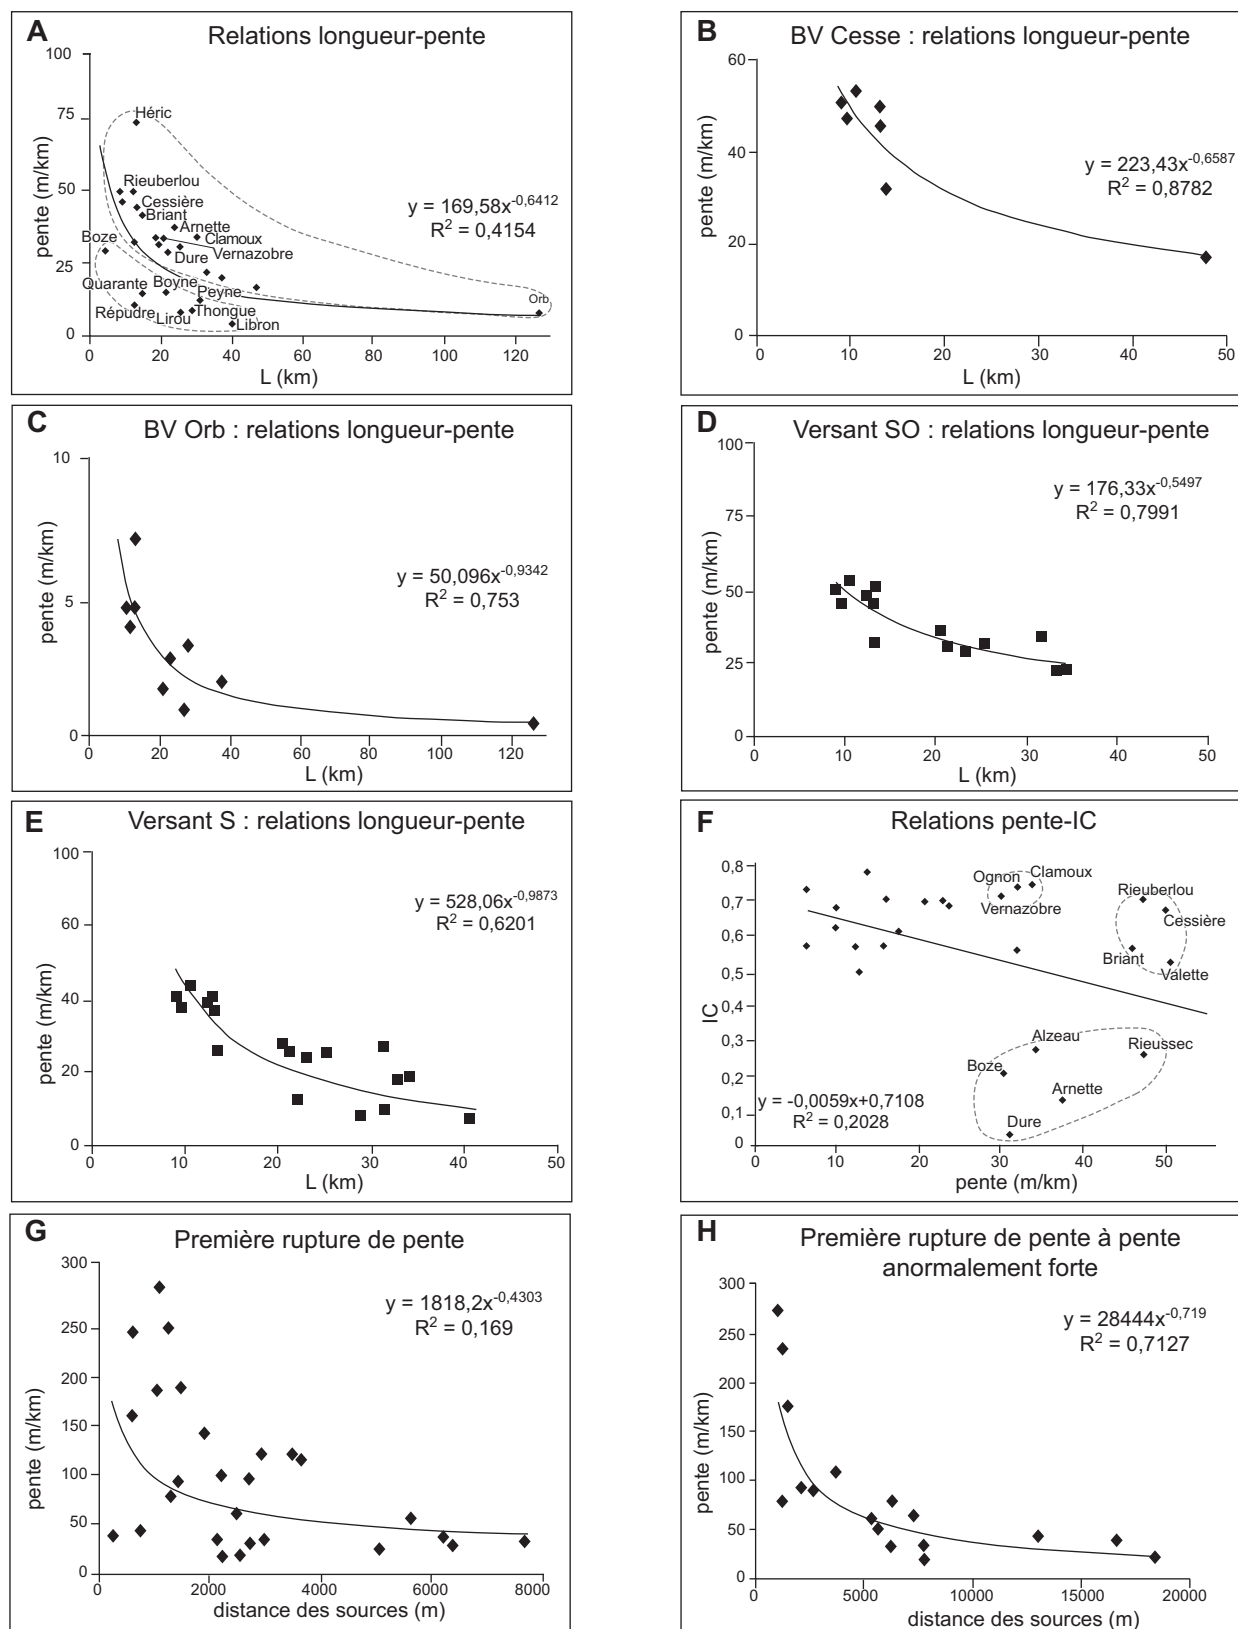 A
Relations longueur-pente
100
75
50
25
0
pente (m/km)
Héric
Rieuberlou
Cessière
Briant
Arnette
Boze
Clamoux
Vernazobre
Dure
Quarante
Boyne
Peyne
Orb
Répudre
Lirou
Thongue
Libron
y = 169,58x-0,6412
R2 = 0,4154
0 20 40 60 80 100 120
L (km)
B
BV Cesse : relations longueur-pente
60
40
20
0
pente (m/km)
y = 223,43x-0,6587
R2 = 0,8782
0 10 20 30 40 50
L (km)
C
BV Orb : relations longueur-pente
10
5
0
pente (m/km)
y = 50,096x-0,9342
R2 = 0,753
0 20 40 60 80 100 120
L (km)
D
Versant SO : relations longueur-pente
100
75
50
25
0
pente (m/km)
y = 176,33x-0,5497
R2 = 0,7991
0 10 20 30 40 50
L (km)
E
Versant S : relations longueur-pente
100
60
40
20
0
pente (m/km)
y = 528,06x-0,9873
R2 = 0,6201
0 10 20 30 40 50
L (km)
F
Relations pente-IC
0,8
0,7
0,6
0,5
0,4
0,3
0,2
0,1
0
IC
Ognon
Clamoux
Vernazobre
Rieuberlou
Cessière
Briant
Valette
Alzeau
Rieussec
Boze
Arnette
Dure
y = -0,0059x+0,7108
R2 = 0,2028
0 10 20 30 40 50
pente (m/km)
G
Première rupture de pente
300
250
200
150
100
50
0
pente (m/km)
y = 1818,2x-0,4303
R2 = 0,169
0 2000 4000 6000 8000
distance des sources (m)
H
Première rupture de pente à pente
anormalement forte
300
250
200
150
100
50
0
pente (m/km)
y = 28444x-0,719
R2 = 0,7127
0 5000 10000 15000 20000
distance des sources (m)